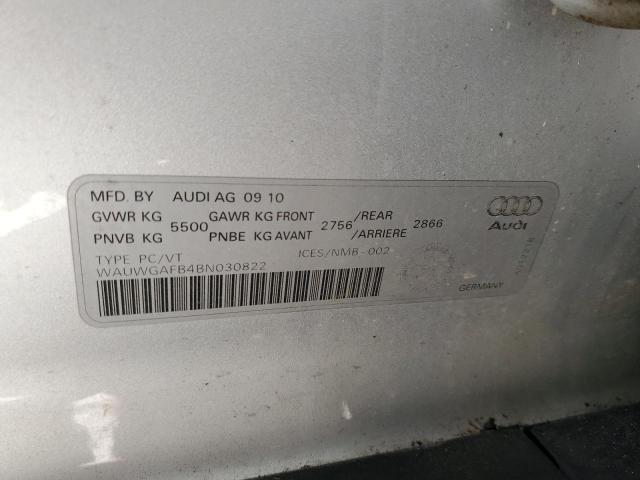 MFD. BY AUDI AG 09 10
GVWR KG 5500 GAWR KG FRONT 2756 /REAR 2866
PNVB KG PNBE KG AVANT /ARRIERE
TYPE PC/VT ICES/NMB-002
WAUWGAFB4BN030822
Audi
GERMANY